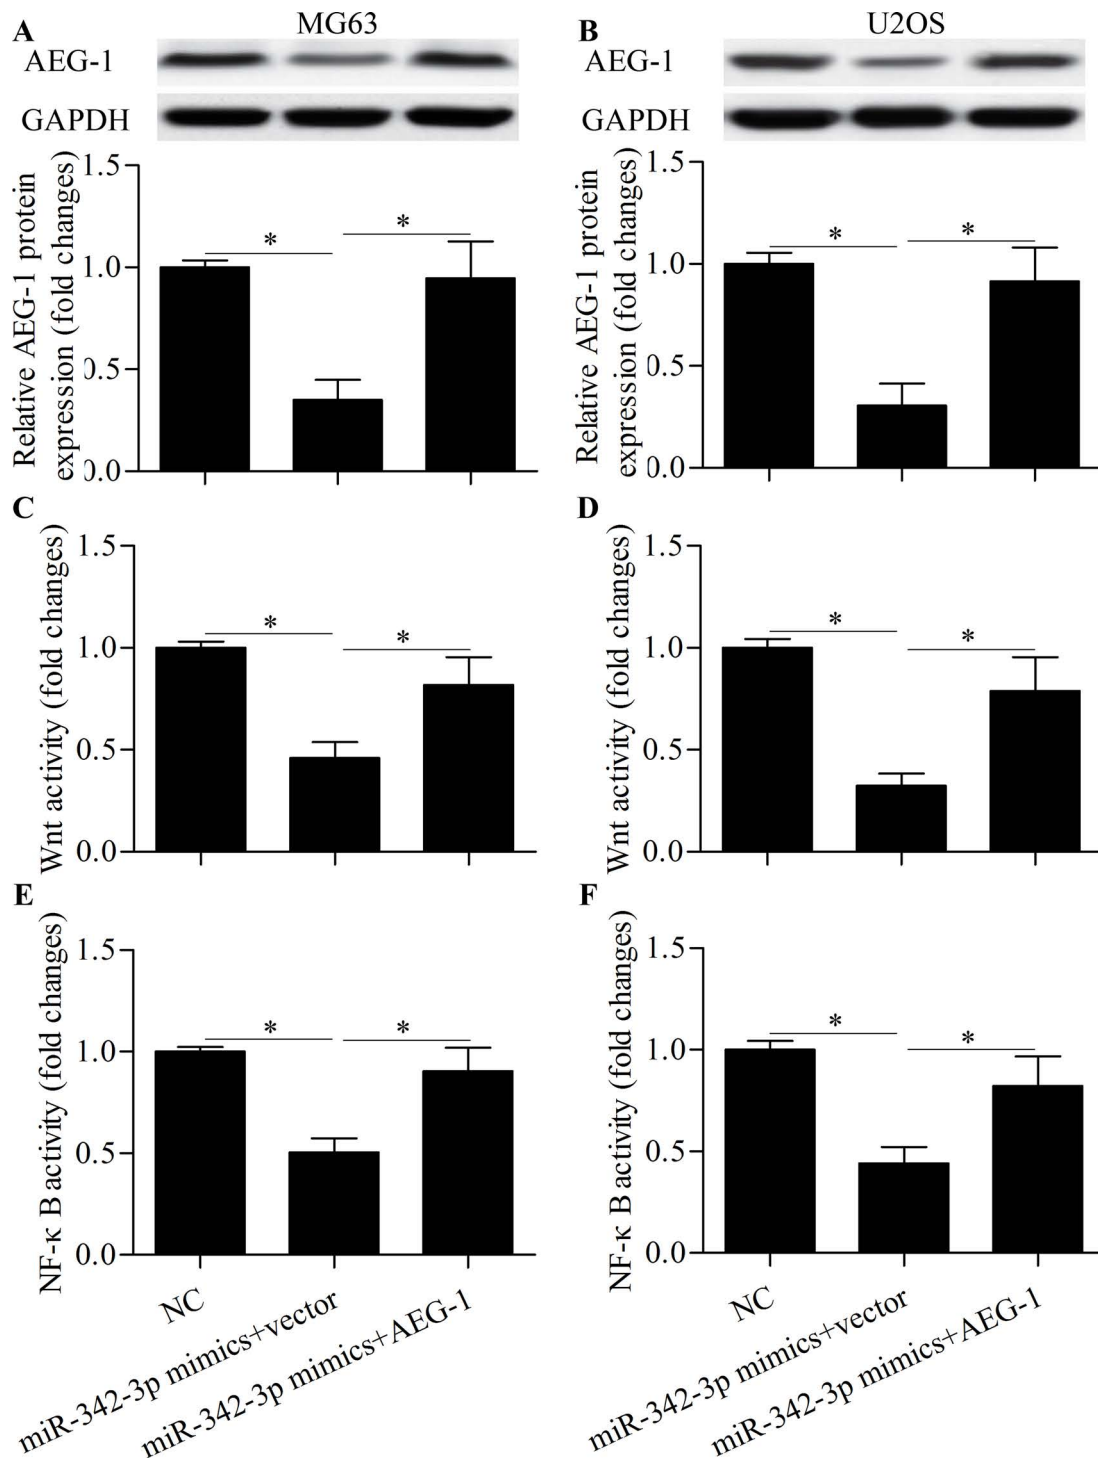 A
MG63
AEG-1
GAPDH
Relative AEG-1 protein
expression (fold changes)
1.5
1.0
0.5
0.0
*
*
B
U2OS
AEG-1
GAPDH
Relative AEG-1 protein
expression (fold changes)
1.5
1.0
0.5
0.0
*
*
C
Wnt activity (fold changes)
1.5
1.0
0.5
0.0
*
*
D
Wnt activity (fold changes)
1.5
1.0
0.5
0.0
*
*
E
NF-κ B activity (fold changes)
1.5
1.0
0.5
0.0
*
*
NC
miR-342-3p mimics+vector
miR-342-3p mimics+AEG-1
F
NF-κ B activity (fold changes)
1.5
1.0
0.5
0.0
*
*
NC
miR-342-3p mimics+vector
miR-342-3p mimics+AEG-1